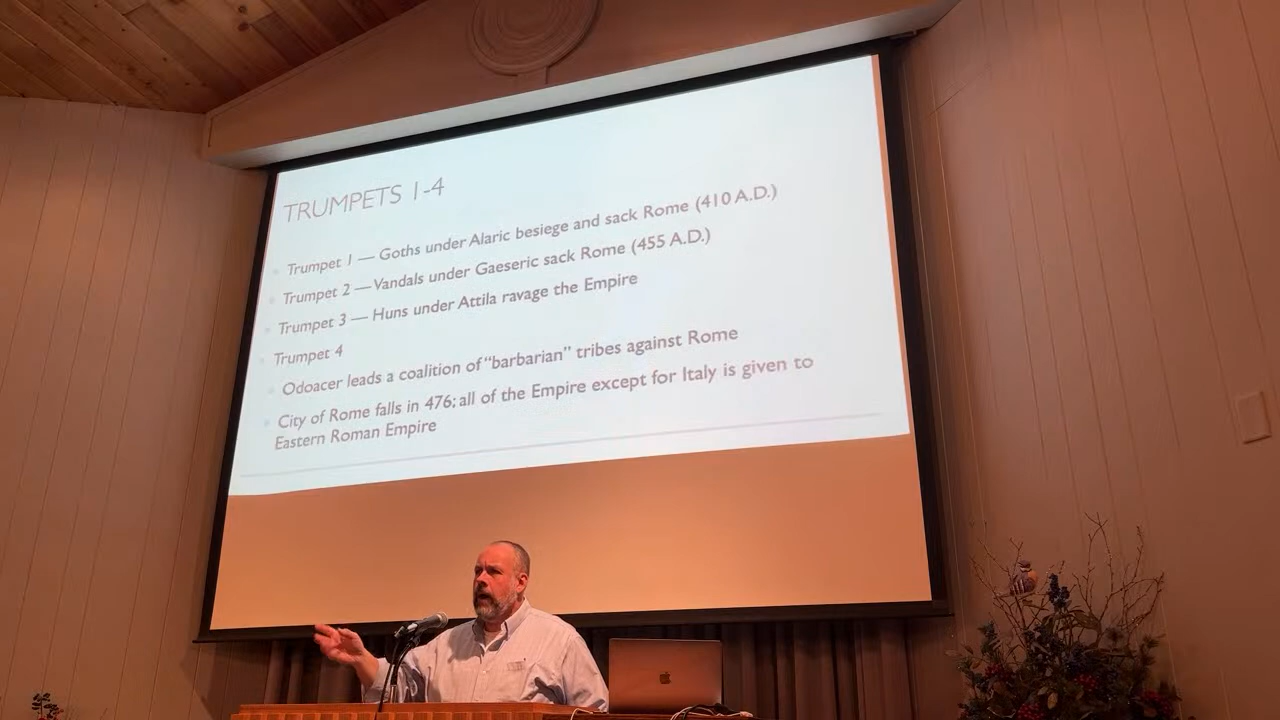 TRUMPETS 1-4
Trumpet 1 — Goths under Alaric besiege and sack Rome (410 A.D.)
Trumpet 2 — Vandals under Gaeseric sack Rome (455 A.D.)
Trumpet 3 — Huns under Attila ravage the Empire
Trumpet 4
Odoacer leads a coalition of “barbarian” tribes against Rome
City of Rome falls in 476; all of the Empire except for Italy is given to
Eastern Roman Empire